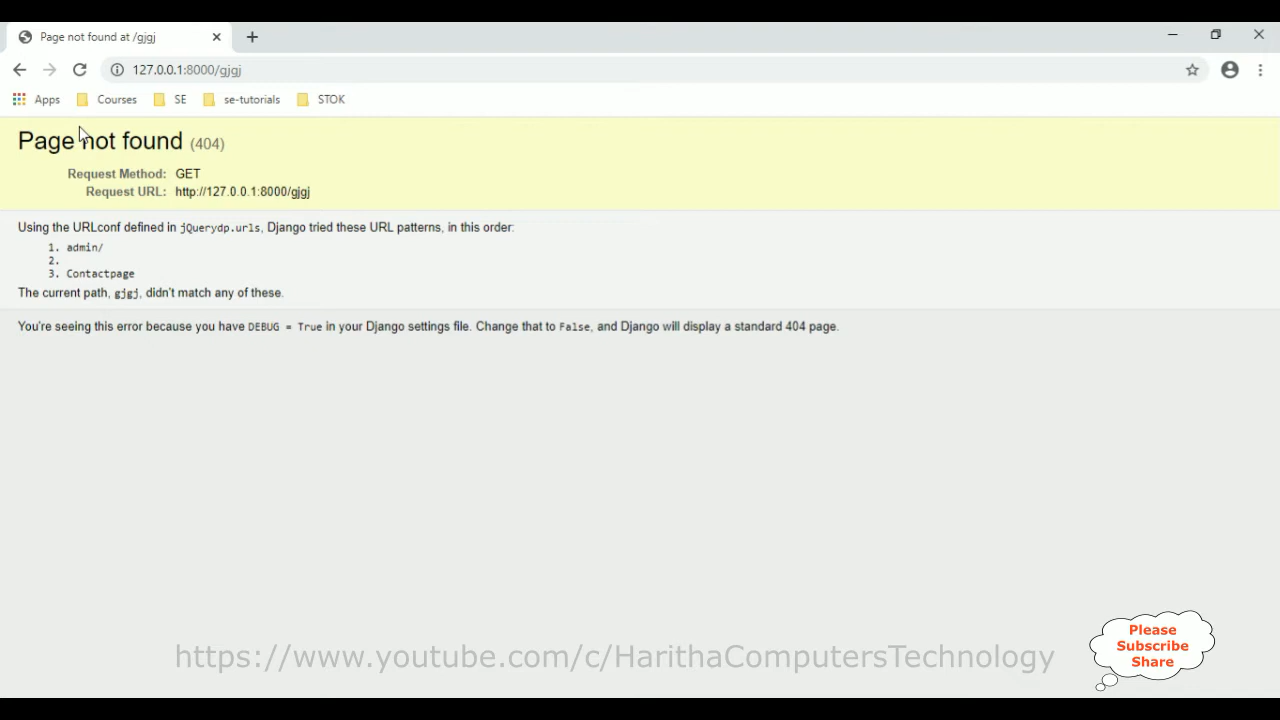 Page not found at /gjgj
127.0.0.1:8000/gjgj
Apps Courses SE se-tutorials STOK
Page not found (404)
Request Method: GET
Request URL: http://127.0.0.1:8000/gjgj
Using the URLconf defined in jQuerydp.urls, Django tried these URL patterns, in this order:
1. admin/
2.
3. Contactpage
The current path, gjgj, didn't match any of these.
You're seeing this error because you have DEBUG = True in your Django settings file. Change that to False, and Django will display a standard 404 page.
https://www.youtube.com/c/HarithaComputersTechnology
Please
Subscribe
Share